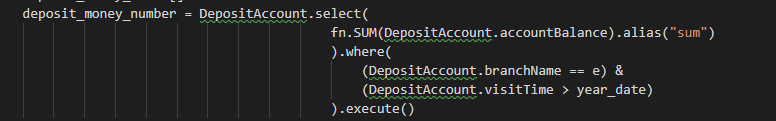 deposit_money_number = DepositAccount.select(
fn.SUM(DepositAccount.accountBalance).alias("sum")
).where(
(DepositAccount.branchName == e) &
(DepositAccount.visitTime > year_date)
).execute()